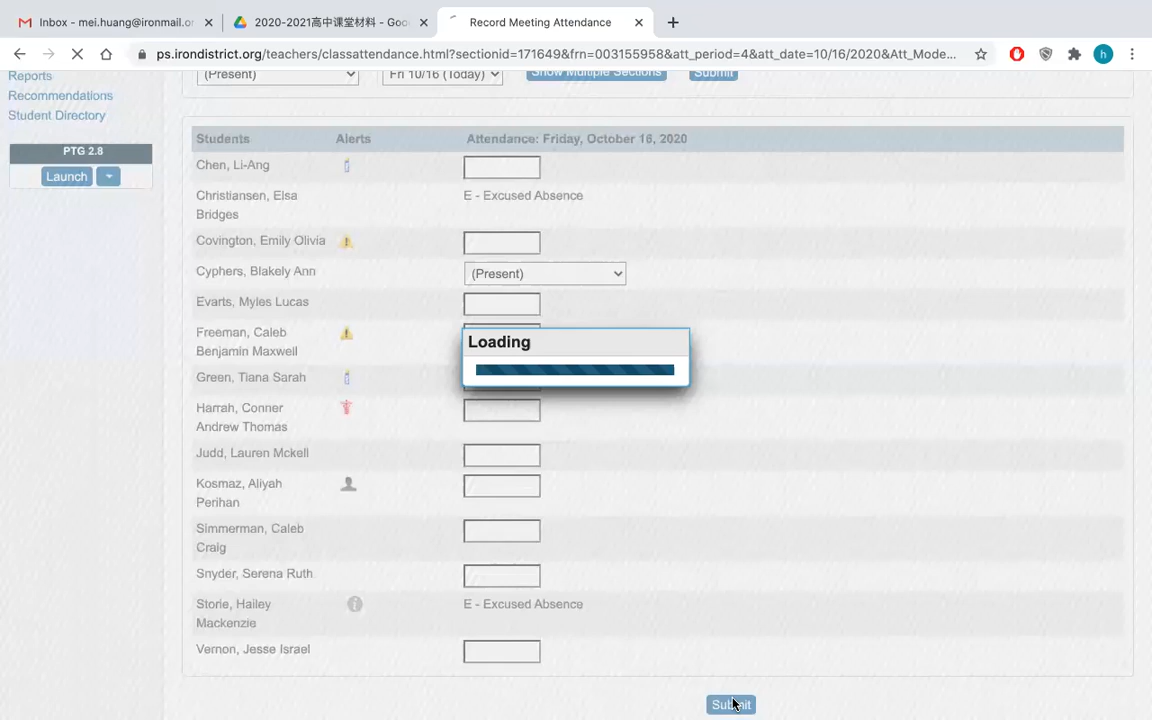 Inbox - mei.huang@ironmail.or
2020-2021高中课堂材料 - Goo
Record Meeting Attendance
ps.irondistrict.org/teachers/classattendance.html?sectionid=171649&frn=003155958&att_period=4&att_date=10/16/2020&Att_Mode...
h
Reports
(Present)
Fri 10/16 (Today)
Show Multiple Sections
Submit
Recommendations
Student Directory
PTG 2.8
Launch
Students Alerts Attendance: Friday, October 16, 2020
Chen, Li-Ang
Christiansen, Elsa
Bridges
E - Excused Absence
Covington, Emily Olivia
Cyphers, Blakely Ann
(Present)
Evarts, Myles Lucas
Freeman, Caleb
Benjamin Maxwell
Loading
Green, Tiana Sarah
Harrah, Conner
Andrew Thomas
Judd, Lauren Mckell
Kosmaz, Aliyah
Perihan
Simmerman, Caleb
Craig
Snyder, Serena Ruth
Storie, Hailey
Mackenzie
E - Excused Absence
Vernon, Jesse Israel
Submit